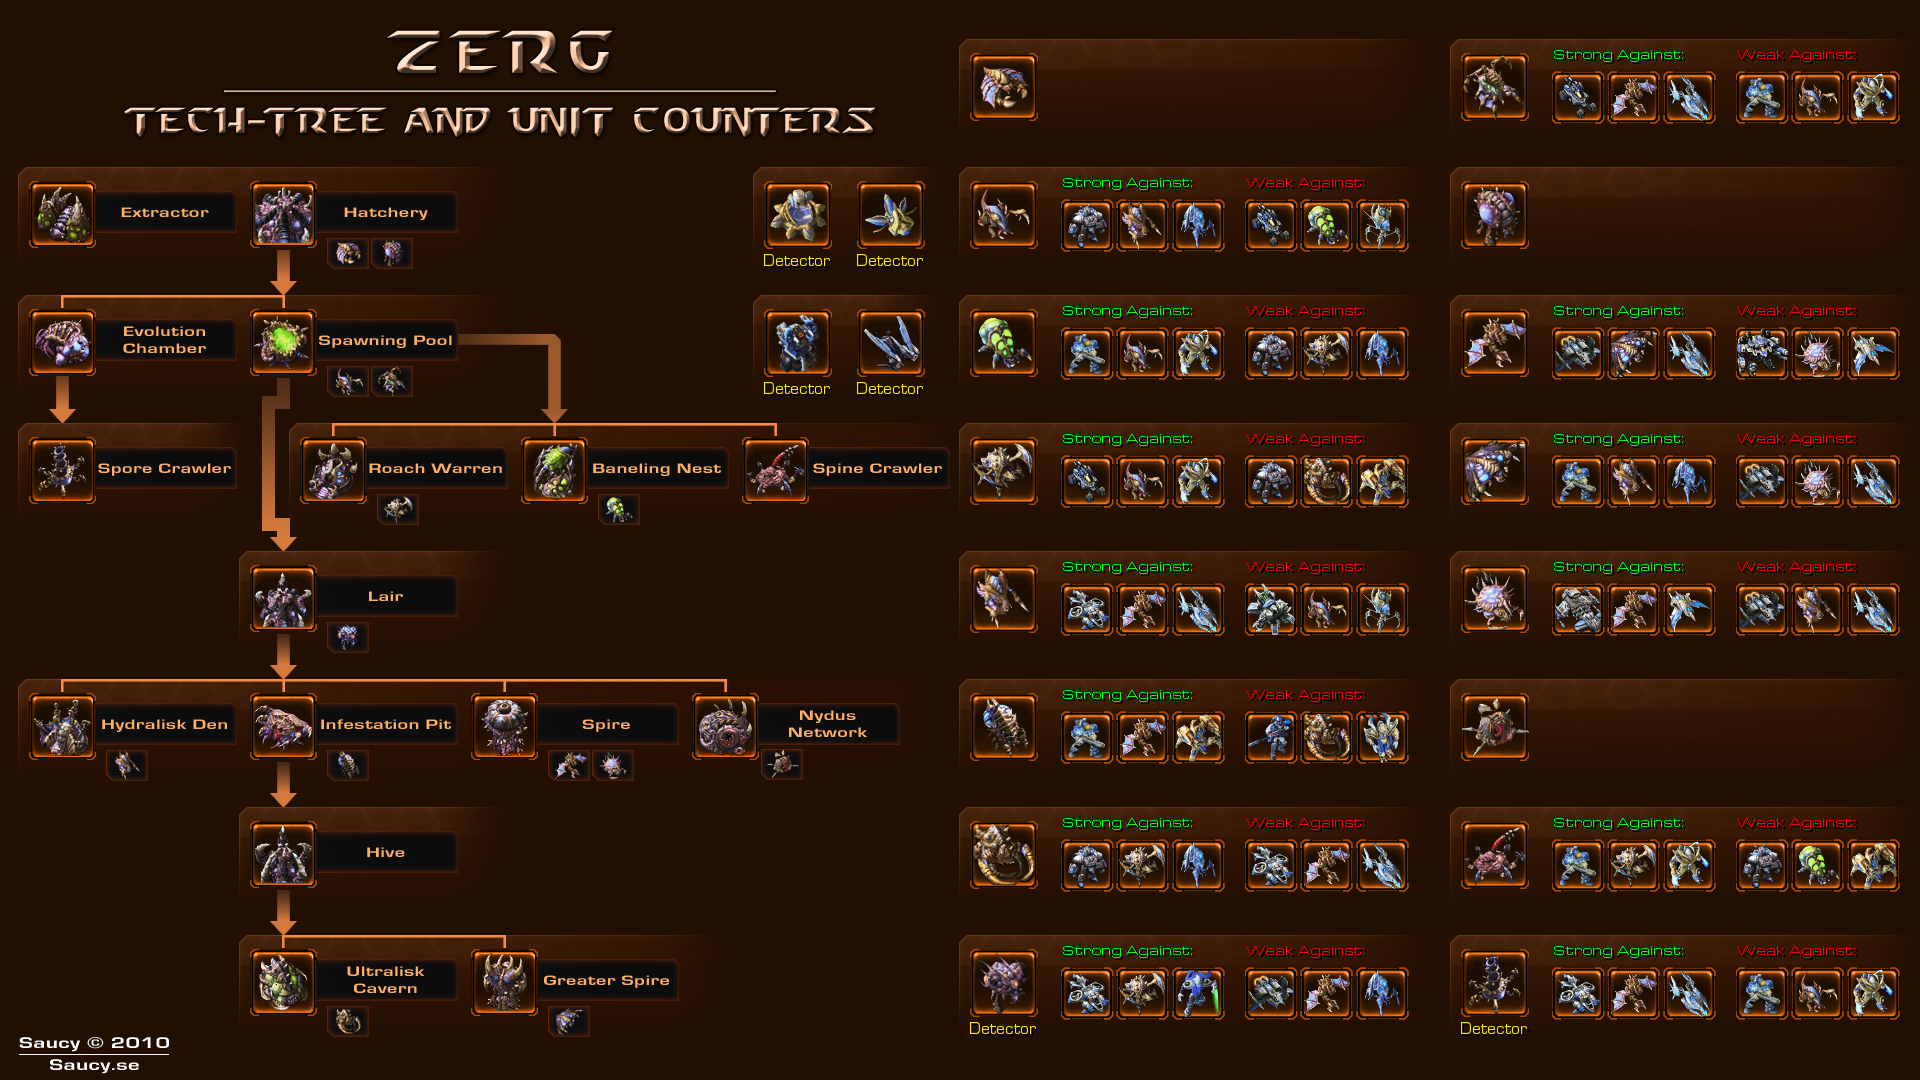 ZERG
TECH-TREE AND UNIT COUNTERS
Extractor
Hatchery
Evolution
Chamber
Spawning Pool
Spore Crawler
Roach Warren
Baneling Nest
Spine Crawler
Lair
Hydralisk Den
Infestation Pit
Spire
Nydus
Network
Hive
Ultralisk
Cavern
Greater Spire
Saucy © 2010
Saucy.se
Detector
Detector
Detector
Detector
Strong Against: Weak Against:
Strong Against: Weak Against:
Strong Against: Weak Against:
Strong Against: Weak Against:
Strong Against: Weak Against:
Strong Against: Weak Against:
Strong Against: Weak Against:
Detector
Strong Against: Weak Against:
Strong Against: Weak Against:
Strong Against: Weak Against:
Strong Against: Weak Against:
Strong Against: Weak Against:
Strong Against: Weak Against:
Detector